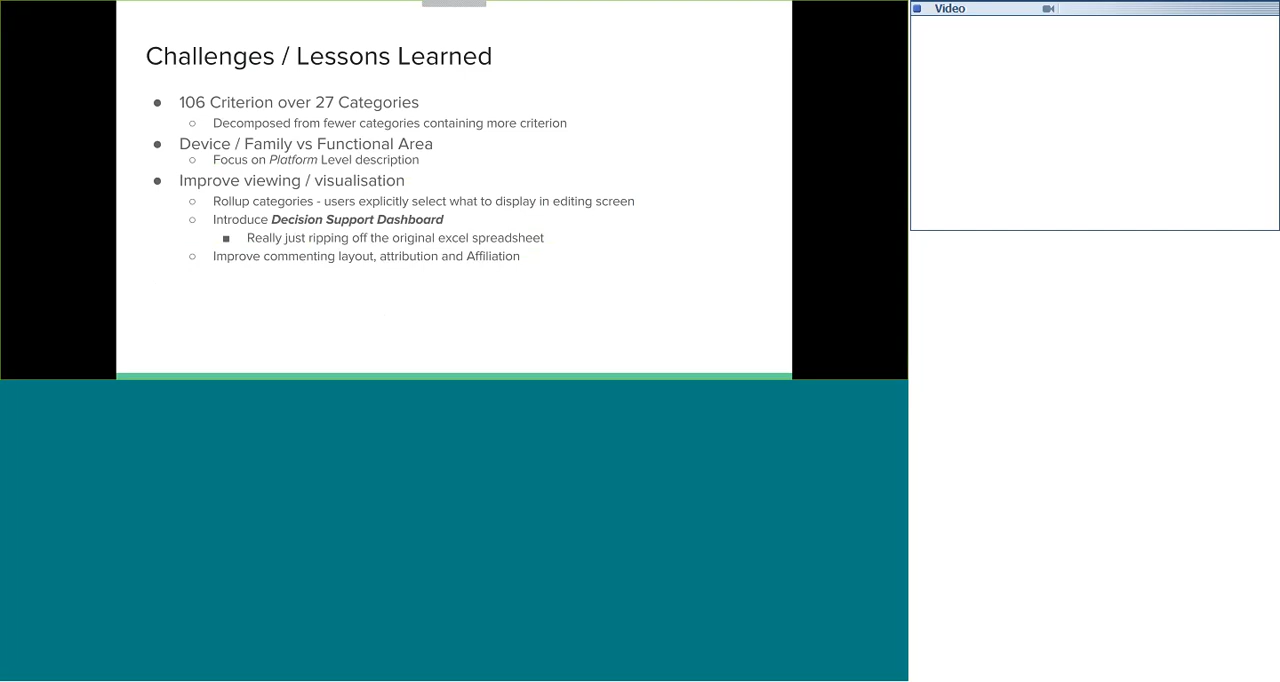 Challenges / Lessons Learned
● 106 Criterion over 27 Categories
○ Decomposed from fewer categories containing more criterion
● Device / Family vs Functional Area
○ Focus on Platform Level description
● Improve viewing / visualisation
○ Rollup categories - users explicitly select what to display in editing screen
○ Introduce Decision Support Dashboard
■ Really just ripping off the original excel spreadsheet
○ Improve commenting layout, attribution and Affiliation
Video